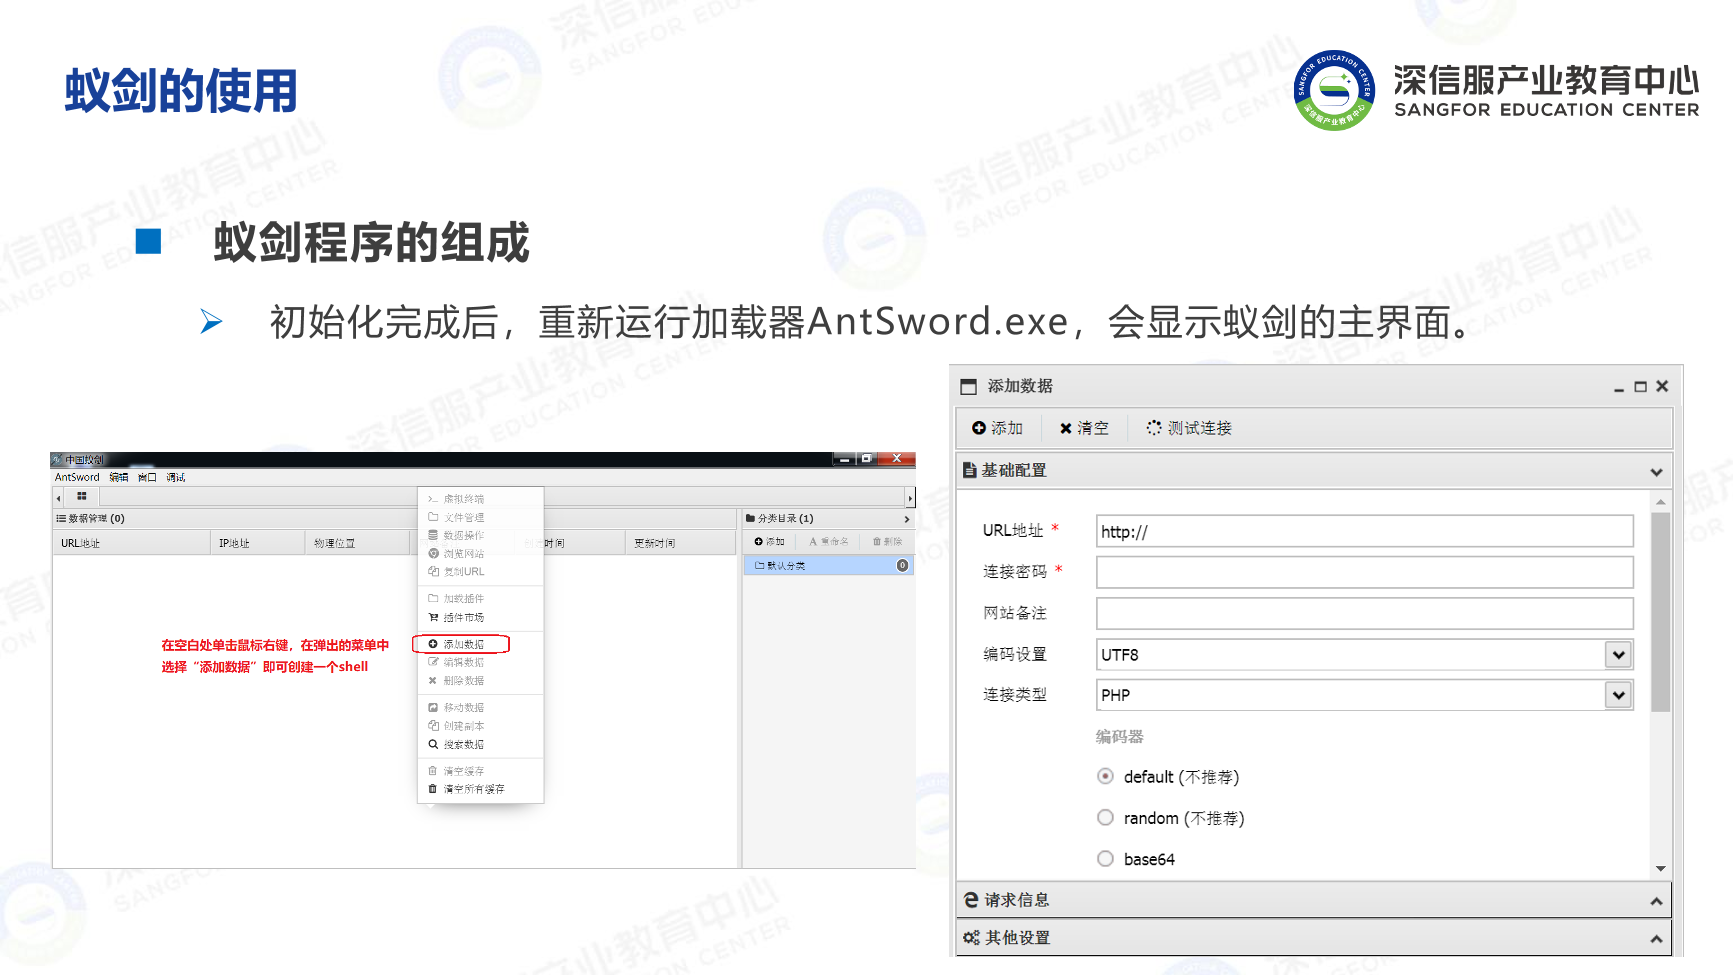 蚁剑的使用
深信服产业教育中心
SANGFOR EDUCATION CENTER
蚁剑程序的组成
初始化完成后，重新运行加载器AntSword.exe，会显示蚁剑的主界面。
中国蚁剑
AntSword 编辑 窗口 调试
数据管理 (0)
URL地址 IP地址 物理位置 时间 更新时间
虚拟终端
文件管理
数据操作
浏览网站
复制URL
加载插件
插件市场
添加数据
编辑数据
删除数据
移动数据
创建副本
搜索数据
清空缓存
清空所有缓存
在空白处单击鼠标右键，在弹出的菜单中
选择“添加数据”即可创建一个shell
分类目录 (1)
添加 重命名 删除
默认分类 0
添加数据
添加 清空 测试连接
基础配置
URL地址 * http://
连接密码 *
网站备注
编码设置 UTF8
连接类型 PHP
编码器
default (不推荐)
random (不推荐)
base64
请求信息
其他设置